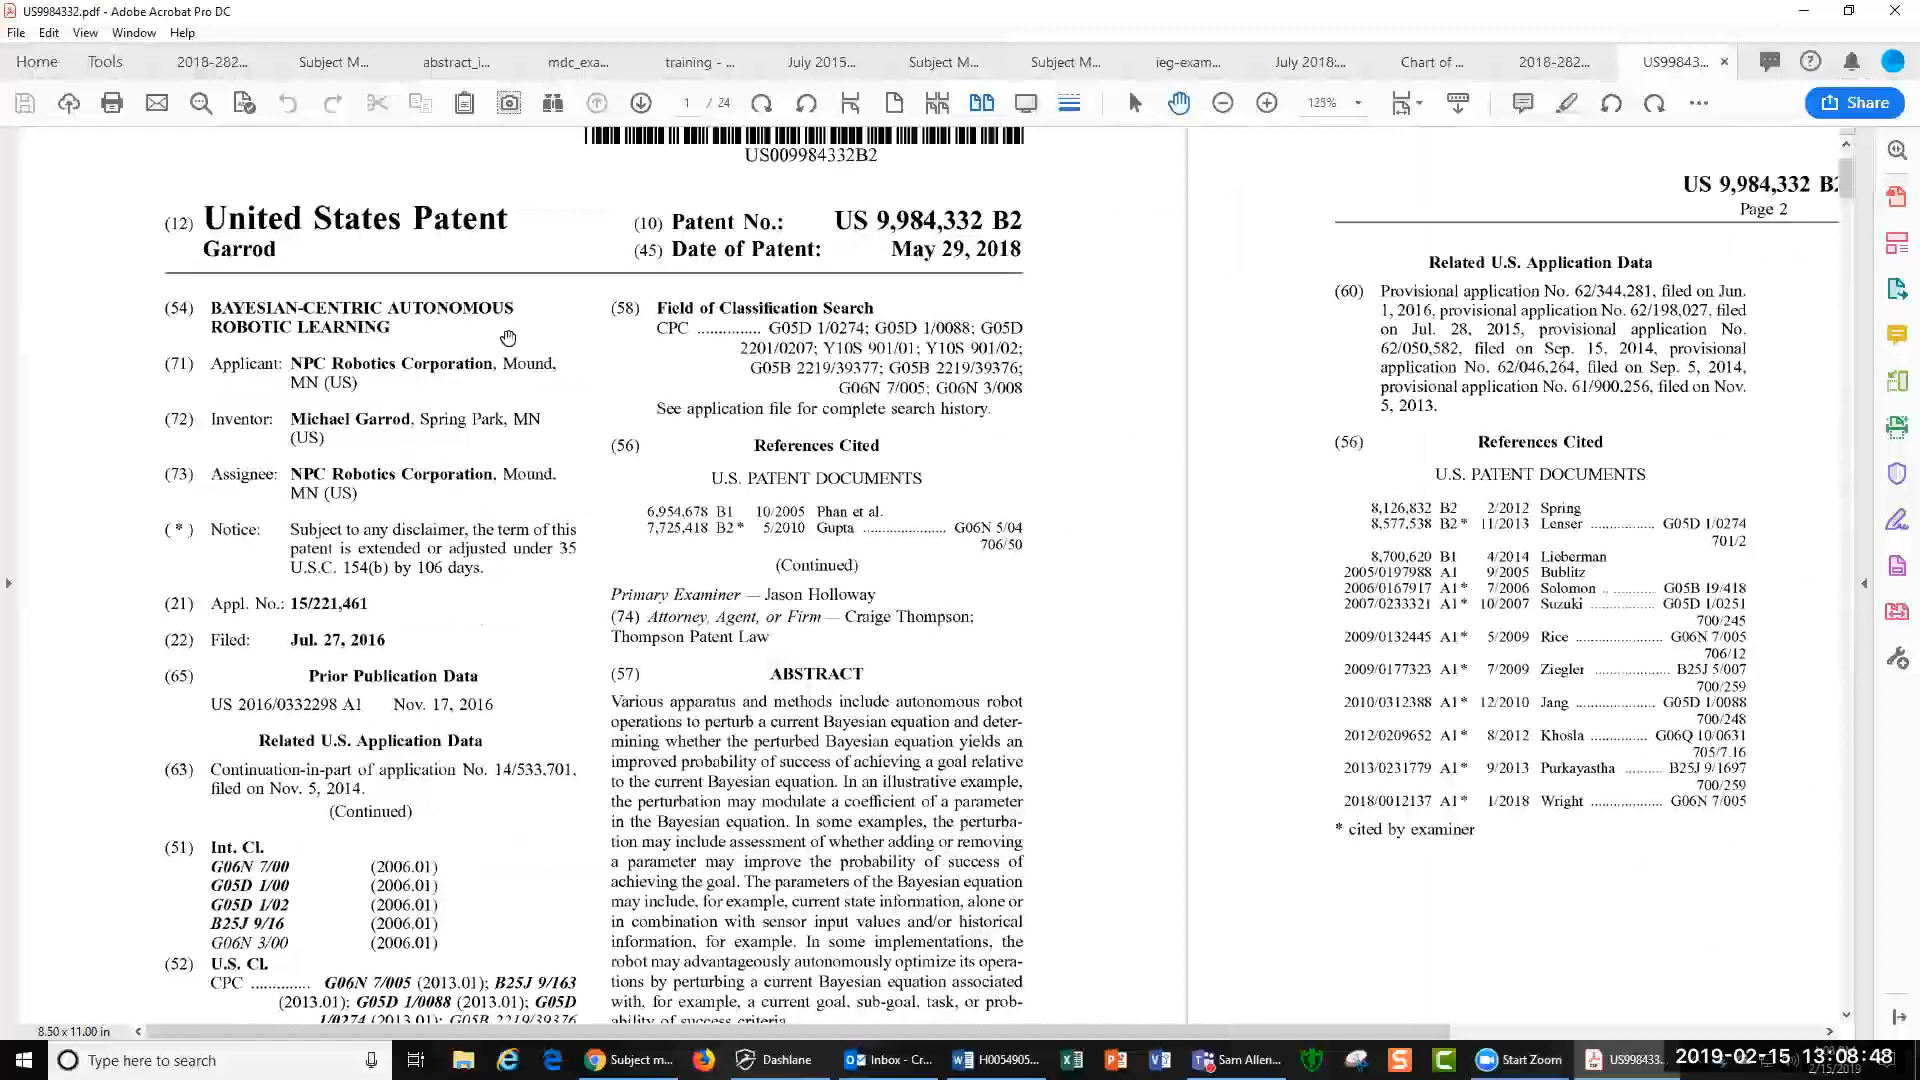 US9984332.pdf - Adobe Acrobat Pro DC
File Edit View Window Help
Home Tools 2018-282... Subject M... abstract_i... mdc_exa... training - ... July 2015... Subject M... Subject M... ieg-exam... July 2018:... Chart of ... 2018-282... US99843...
1 / 24 125% Share
US009984332B2
(12) United States Patent
Garrod
(10) Patent No.: US 9,984,332 B2
(45) Date of Patent: May 29, 2018
(54) BAYESIAN-CENTRIC AUTONOMOUS
ROBOTIC LEARNING
(71) Applicant: NPC Robotics Corporation, Mound,
MN (US)
(72) Inventor: Michael Garrod, Spring Park, MN
(US)
(73) Assignee: NPC Robotics Corporation, Mound,
MN (US)
( * ) Notice: Subject to any disclaimer, the term of this
patent is extended or adjusted under 35
U.S.C. 154(b) by 106 days.
(21) Appl. No.: 15/221,461
(22) Filed: Jul. 27, 2016
(65) Prior Publication Data
US 2016/0332298 A1 Nov. 17, 2016
Related U.S. Application Data
(63) Continuation-in-part of application No. 14/533,701,
filed on Nov. 5, 2014.
(Continued)
(51) Int. Cl.
G06N 7/00 (2006.01)
G05D 1/00 (2006.01)
G05D 1/02 (2006.01)
B25J 9/16 (2006.01)
G06N 3/00 (2006.01)
(52) U.S. Cl.
CPC ............. G06N 7/005 (2013.01); B25J 9/163
(2013.01); G05D 1/0088 (2013.01); G05D
1/0274 (2013.01); G05B 2219/39376
(58) Field of Classification Search
CPC .............. G05D 1/0274; G05D 1/0088; G05D
2201/0207; Y10S 901/01; Y10S 901/02;
G05B 2219/39377; G05B 2219/39376;
G06N 7/005; G06N 3/008
See application file for complete search history.
(56) References Cited
U.S. PATENT DOCUMENTS
6,954,678 B1 10/2005 Phan et al.
7,725,418 B2 * 5/2010 Gupta ..................... G06N 5/04
706/50
(Continued)
Primary Examiner — Jason Holloway
(74) Attorney, Agent, or Firm — Craige Thompson;
Thompson Patent Law
(57) ABSTRACT
Various apparatus and methods include autonomous robot
operations to perturb a current Bayesian equation and deter-
mining whether the perturbed Bayesian equation yields an
improved probability of success of achieving a goal relative
to the current Bayesian equation. In an illustrative example,
the perturbation may modulate a coefficient of a parameter
in the Bayesian equation. In some examples, the perturba-
tion may include assessment of whether adding or removing
a parameter may improve the probability of success of
achieving the goal. The parameters of the Bayesian equation
may include, for example, current state information, alone or
in combination with sensor input values and/or historical
information, for example. In some implementations, the
robot may advantageously autonomously optimize its opera-
tions by perturbing a current Bayesian equation associated
with, for example, a current goal, sub-goal, task, or prob-
ability of success criteria.
US 9,984,332 B2
Page 2
Related U.S. Application Data
(60) Provisional application No. 62/344,281, filed on Jun.
1, 2016, provisional application No. 62/198,027, filed
on Jul. 28, 2015, provisional application No.
62/050,582, filed on Sep. 15, 2014, provisional
application No. 62/046,264, filed on Sep. 5, 2014,
provisional application No. 61/900,256, filed on Nov.
5, 2013.
(56) References Cited
U.S. PATENT DOCUMENTS
8,126,832 B2 2/2012 Spring
8,577,538 B2 * 11/2013 Lenser ................ G05D 1/0274
701/2
8,700,620 B1 4/2014 Lieberman
2005/0197988 A1 9/2005 Bublitz
2006/0167917 A1 * 7/2006 Solomon .. ............ G05B 19/418
2007/0233321 A1 * 10/2007 Suzuki ................ G05D 1/0251
700/245
2009/0132445 A1 * 5/2009 Rice .................... G06N 7/005
706/12
2009/0177323 A1 * 7/2009 Ziegler ................... B25J 5/007
700/259
2010/0312388 A1 * 12/2010 Jang .................... G05D 1/0088
700/248
2012/0209652 A1 * 8/2012 Khosla ............... G06Q 10/0631
705/7.16
2013/0231779 A1 * 9/2013 Purkayastha .......... B25J 9/1697
700/259
2018/0012137 A1 * 1/2018 Wright ................. G06N 7/005
* cited by examiner
8.50 x 11.00 in
Type here to search Subject m... Dashlane Inbox - Cr... H0054905... Sam Allen... Start Zoom US998433...
2019-02-15 13:08:48
2/15/2019